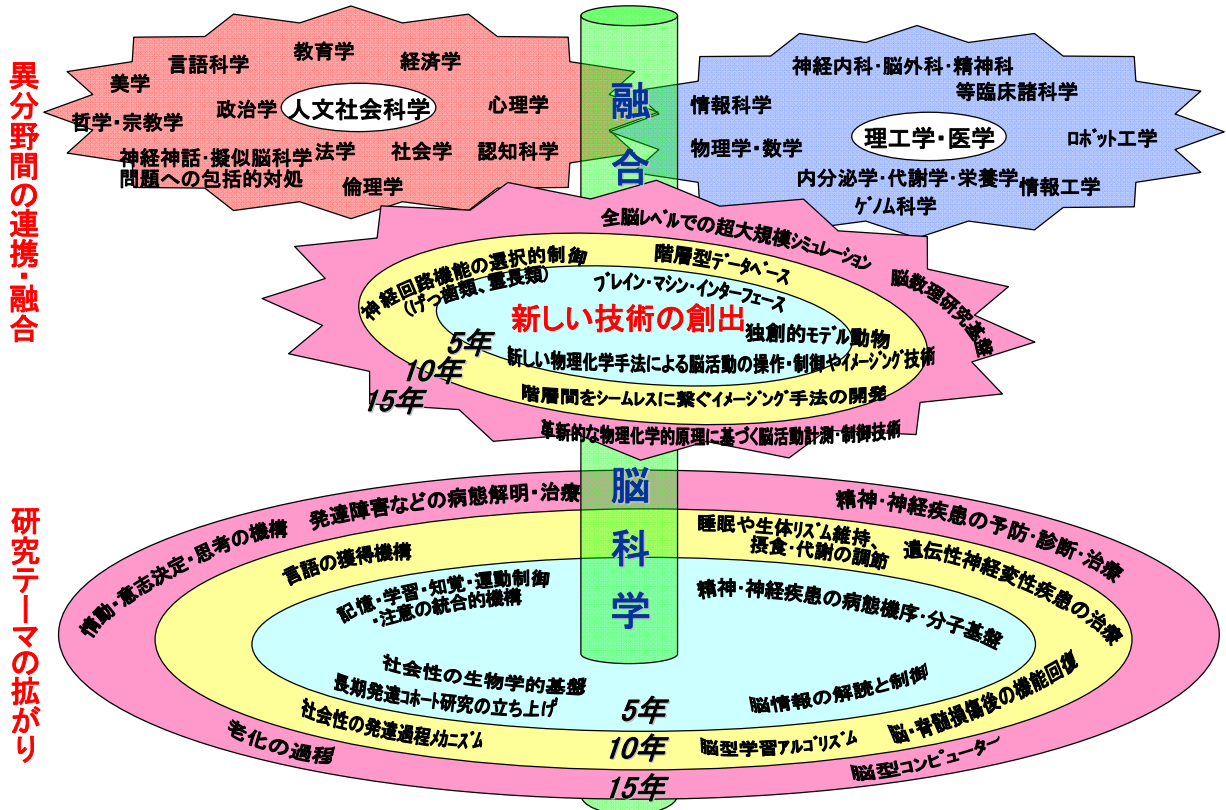 異分野間の連携・融合
美学
言語科学
教育学
経済学
哲学・宗教学
政治学
人文社会科学
心理学
神経神話・擬似脳科学
問題への包括的対処
法学
社会学
認知科学
倫理学
融合
神経内科・脳外科・精神科
等臨床諸科学
情報科学
理工学・医学
ロボット工学
物理学・数学
内分泌学・代謝学・栄養学
情報工学
ゲノム科学
全脳レベルでの超大規模シミュレーション
脳数理研究基盤
神経回路機能の選択的制御
(げっ歯類、霊長類)
階層型データベース
ブレイン・マシン・インターフェース
新しい技術の創出
独創的モデル動物
5年
新しい物理化学手法による脳活動の操作・制御やイメージング技術
10年
階層間をシームレスに繋ぐイメージング手法の開発
15年
革新的な物理化学的原理に基づく脳活動計測・制御技術
研究テーマの拡がり
脳科学
情動・意志決定・思考の機構
発達障害などの病態解明・治療
精神・神経疾患の予防・診断・治療
言語の獲得機構
睡眠や生体リズム維持、
摂食・代謝の調節
遺伝性神経変性疾患の治療
記憶・学習・知覚・運動制御
・注意の統合的機構
精神・神経疾患の病態機序・分子基盤
社会性の生物学的基盤
長期発達コホート研究の立ち上げ
脳情報の解読と制御
5年
社会性の発達過程メカニズム
10年
脳型学習アルゴリズム
脳・脊髄損傷後の機能回復
老化の過程
15年
脳型コンピューター